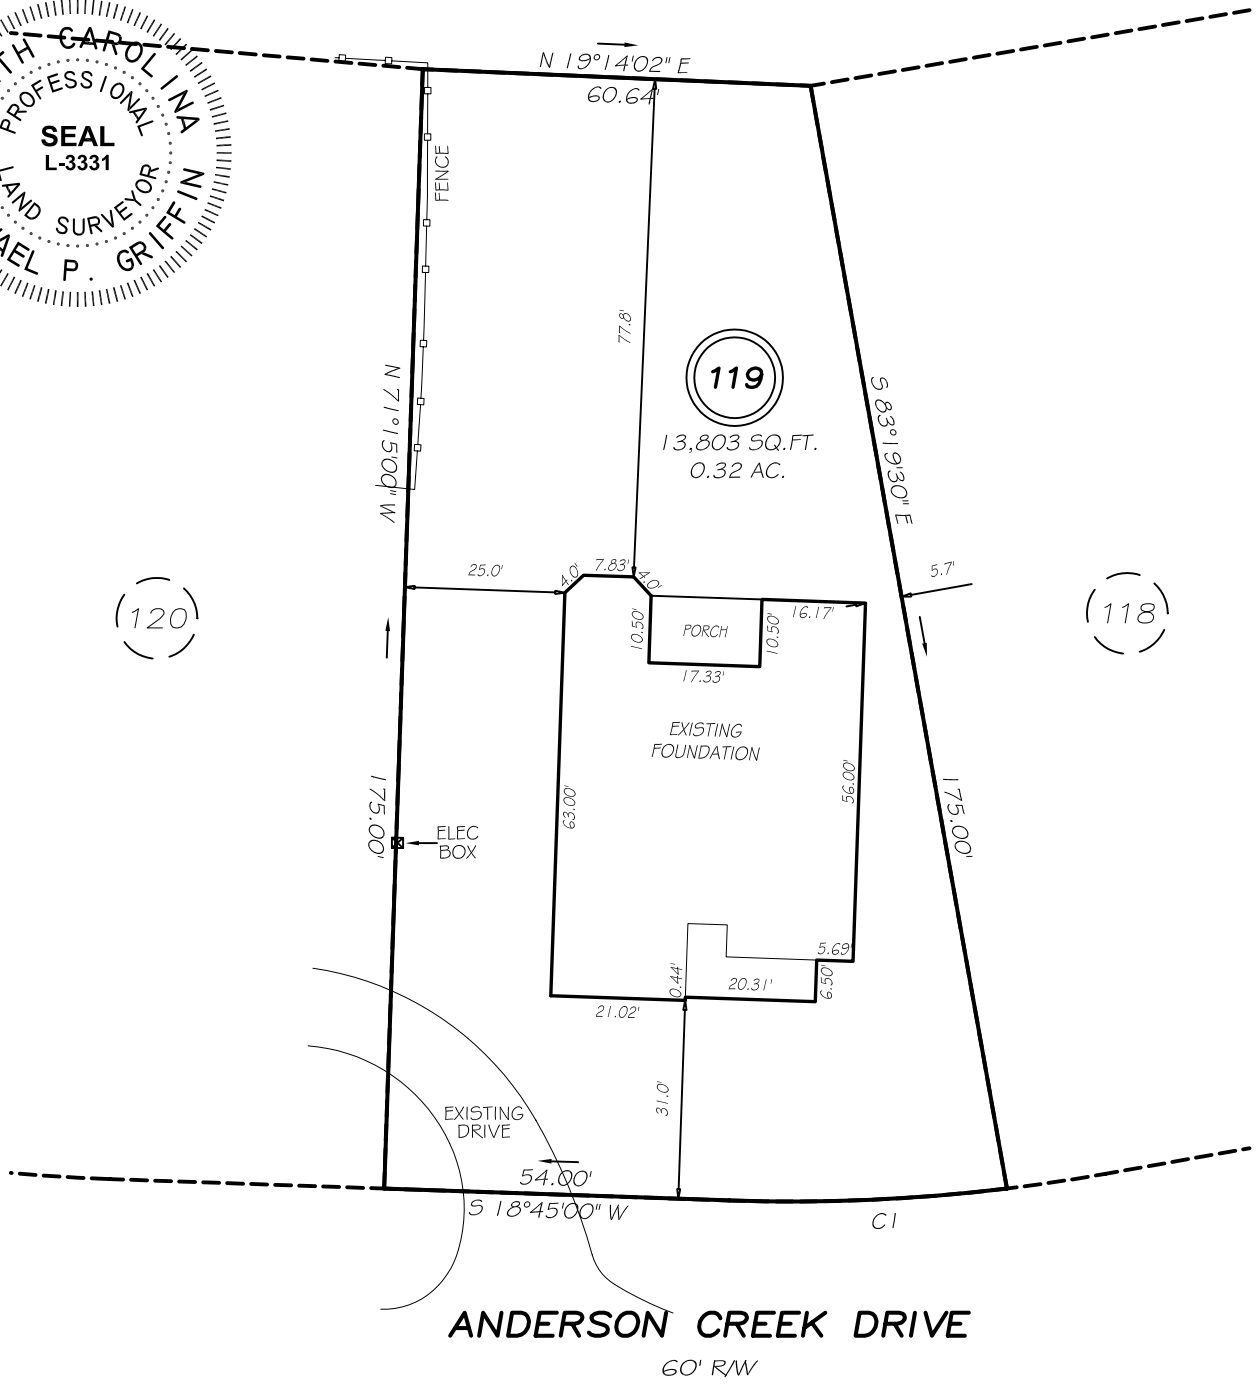 CAROLINA
PROFESSIONAL
SEAL
L-3331
LAND SURVEYOR
P. GRIFFIN
N 19°14'02" E
60.64'
FENCE
77.8'
119
13,803 SQ.FT.
0.32 AC.
N 71°15'00" W
S 83°19'30" E
25.0'
4.0'
7.83'
4.0'
5.7'
120
10.50'
PORCH
10.50'
16.17'
118
17.33'
EXISTING
FOUNDATION
63.00'
56.00'
175.00'
175.00'
ELEC
BOX
5.69'
0.44'
20.31'
6.50'
21.02'
31.0'
EXISTING
DRIVE
54.00'
S 18°45'00" W
C1
ANDERSON CREEK DRIVE
60' R/W